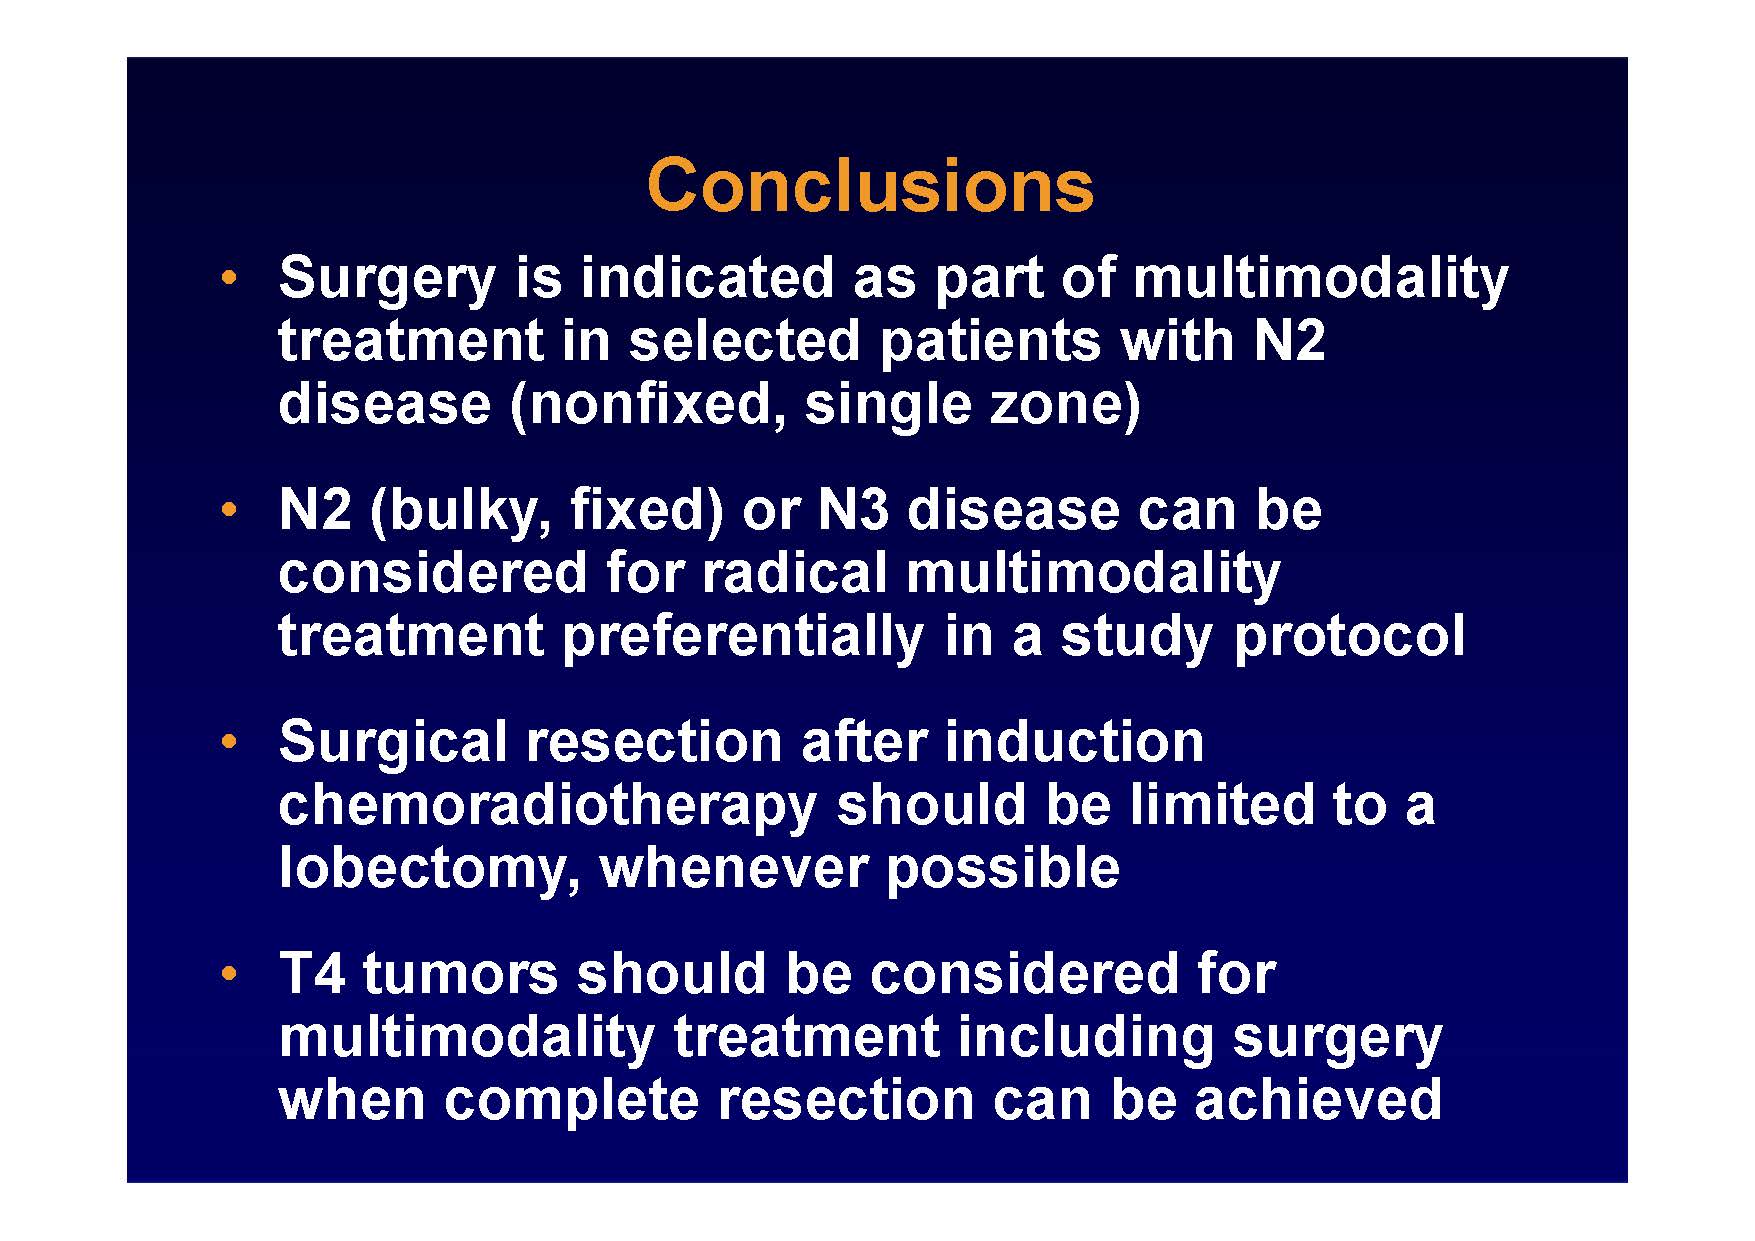 Conclusions
• Surgery is indicated as part of multimodality
treatment in selected patients with N2
disease (nonfixed, single zone)
• N2 (bulky, fixed) or N3 disease can be
considered for radical multimodality
treatment preferentially in a study protocol
• Surgical resection after induction
chemoradiotherapy should be limited to a
lobectomy, whenever possible
• T4 tumors should be considered for
multimodality treatment including surgery
when complete resection can be achieved